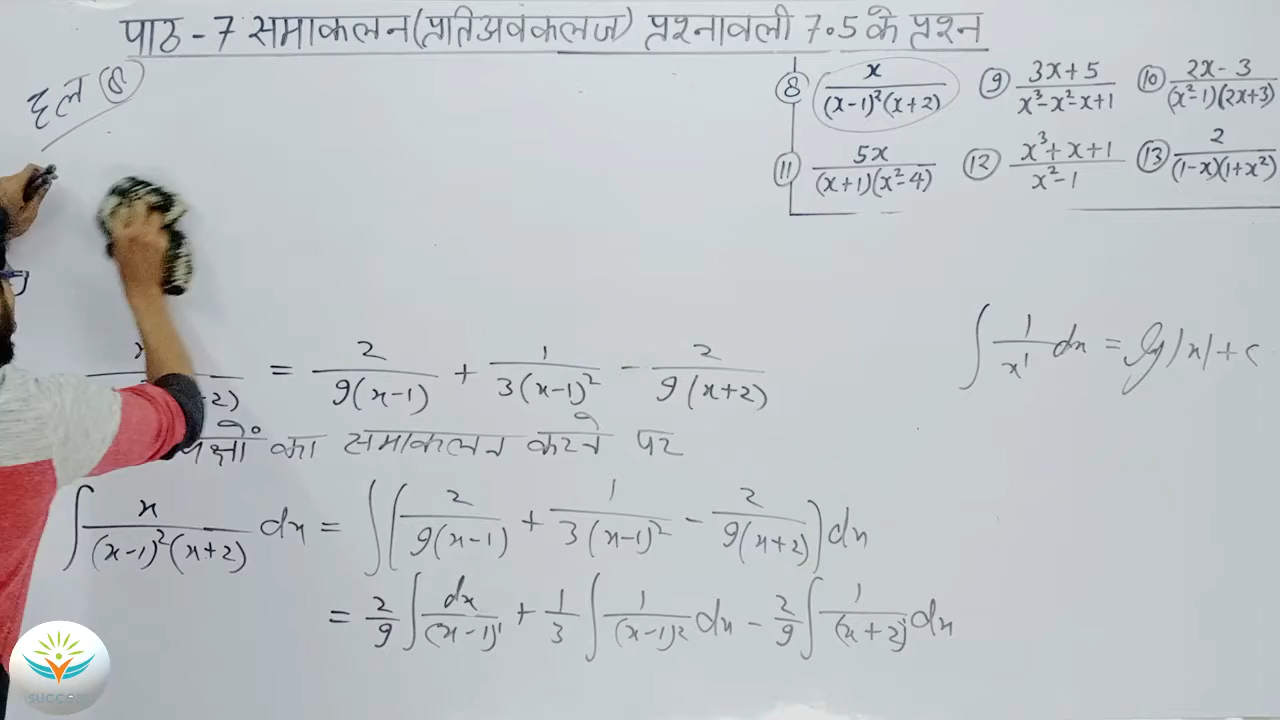 पाठ - 7 समाकलन (प्रतिअवकलज) प्रश्नावली 7.5 के प्रश्न
हल ⑧
⑧ x/((x-1)²(x+2)) ⑨ (3x+5)/(x³-x²-x+1) ⑩ (2x-3)/((x²-1)(2x+3))
⑪ 5x/((x+1)(x²-4)) ⑫ (x³+x+1)/(x²-1) ⑬ 2/((1-x)(1+x²))
∫ 1/x¹ dx = log|x| + c
= 2/(9(x-1)) + 1/(3(x-1)²) - 2/(9(x+2))
पक्षों का समाकलन करने पर
∫ x/((x-1)²(x+2)) dx = ∫(2/(9(x-1)) + 1/(3(x-1)²) - 2/(9(x+2))) dx
= 2/9 ∫ dx/(x-1)¹ + 1/3 ∫ 1/(x-1)² dx - 2/9 ∫ 1/(x+2)¹ dx